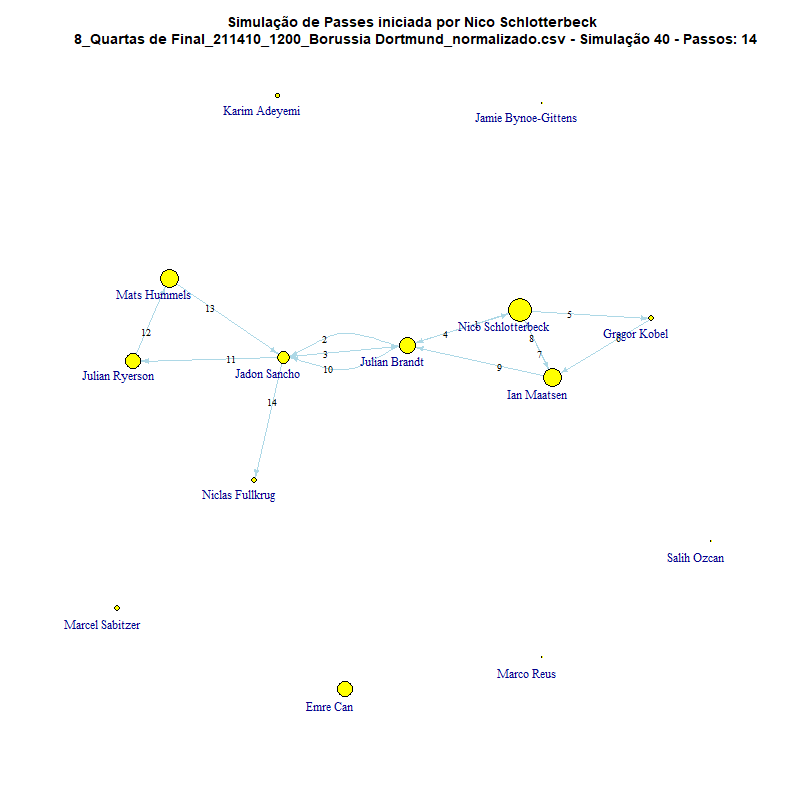 Simulação de Passes iniciada por Nico Schlotterbeck
8_Quartas de Final_211410_1200_Borussia Dortmund_normalizado.csv - Simulação 40 - Passos: 14
Karim Adeyemi
Jamie Bynoe-Gittens
Mats Hummels
13
12
Nico Schlotterbeck
5
Gregor Kobel
4
8
6
2
3
7
Julian Brandt
11
10
9
Julian Ryerson
Jadon Sancho
Ian Maatsen
14
Niclas Fullkrug
Salih Ozcan
Marcel Sabitzer
Marco Reus
Emre Can